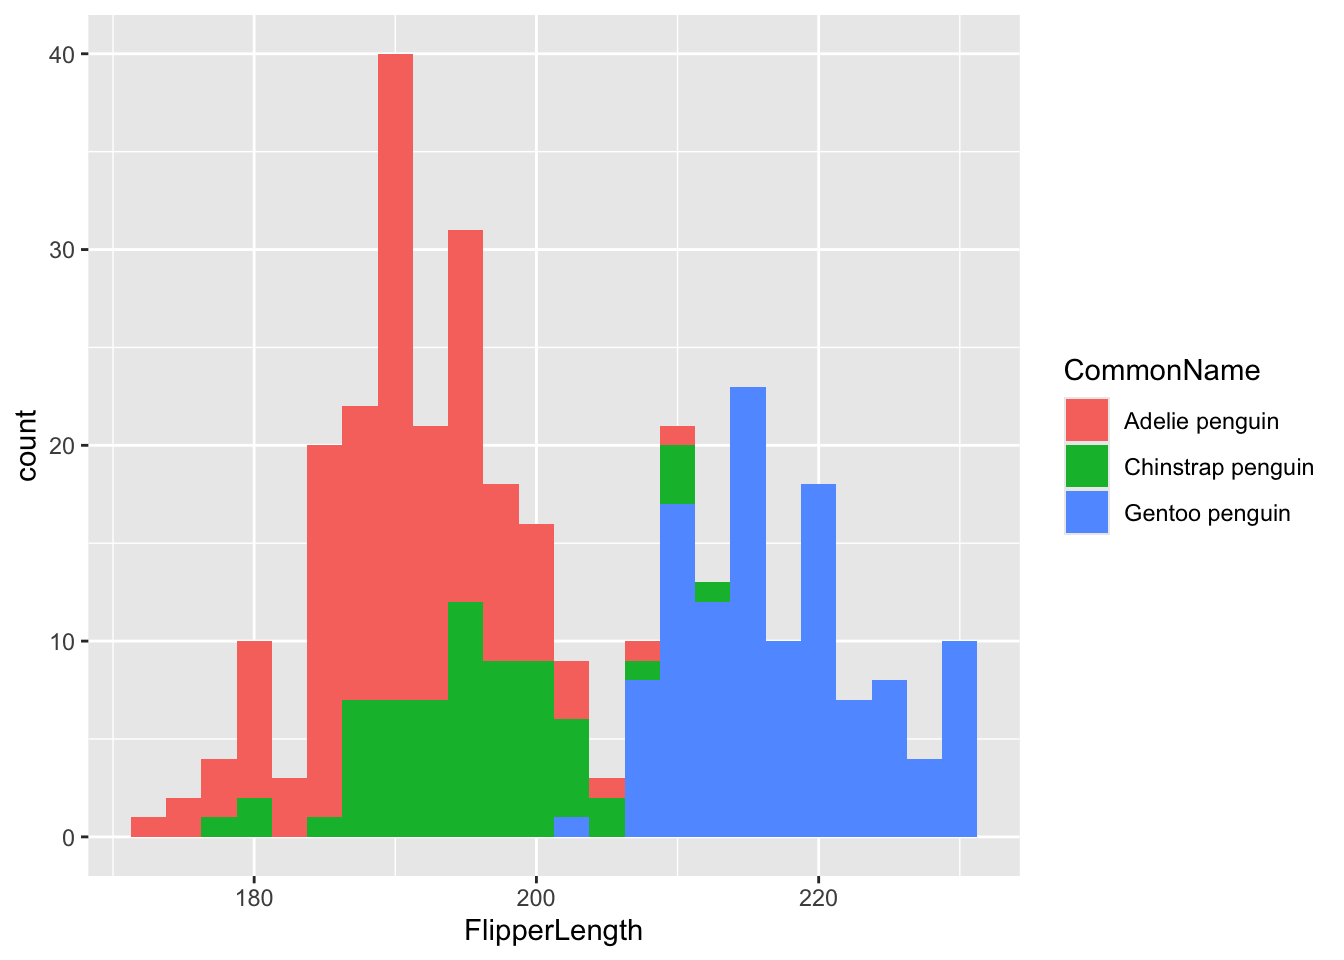 40
30
20
10
0
count
180
200
220
FlipperLength
CommonName
Adelie penguin
Chinstrap penguin
Gentoo penguin